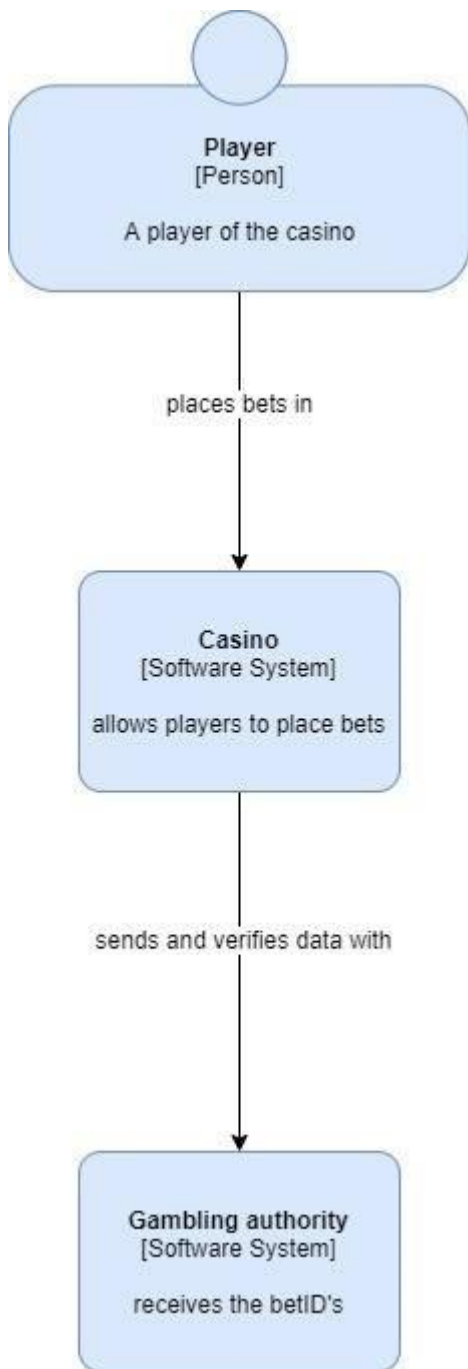 Player
[Person]
A player of the casino
places bets in
Casino
[Software System]
allows players to place bets
sends and verifies data with
Gambling authority
[Software System]
receives the betID's